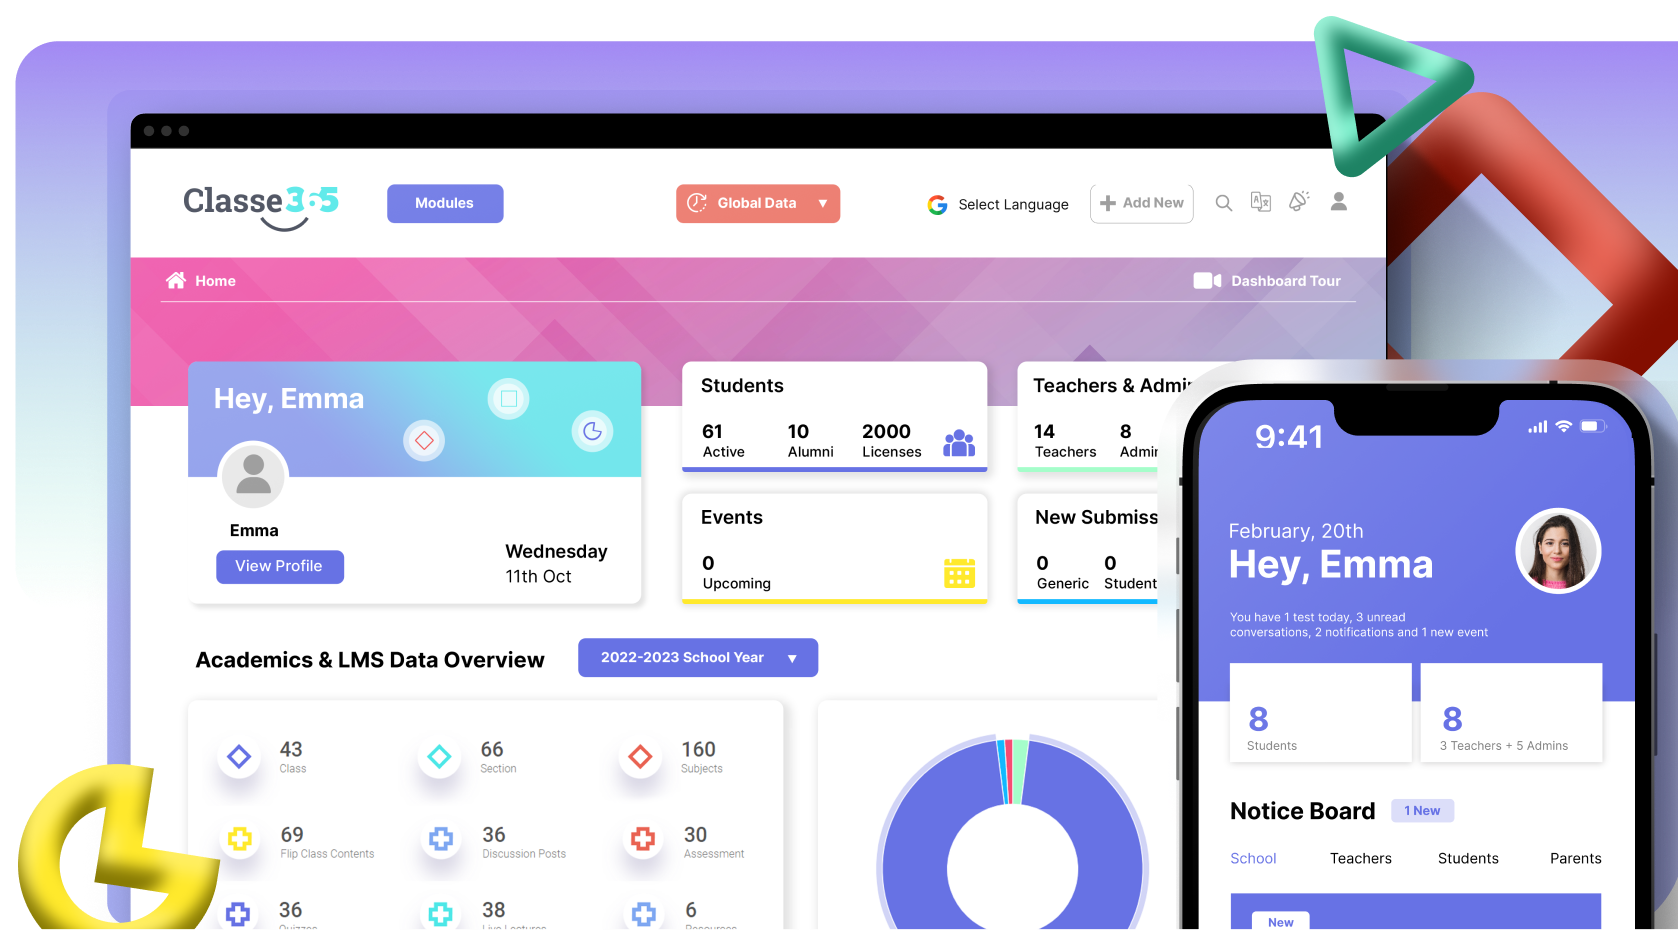 Classe365
Modules
Global Data
Select Language
Add New
Home
Dashboard Tour
Hey, Emma
Emma
View Profile
Wednesday
11th Oct
Students
61
Active
10
Alumni
2000
Licenses
Teachers & Admi
14
Teachers
8
Admi
Events
0
Upcoming
New Submiss
0
Generic
0
Student
Academics & LMS Data Overview
2022-2023 School Year
43
Class
66
Section
160
Subjects
69
Flip Class Contents
36
Discussion Posts
30
Assessment
36
Quizzes
38
Live Lectures
6
Resources
9:41
February, 20th
Hey, Emma
You have 1 test today, 3 unread
conversations, 2 notifications and 1 new event
8
Students
8
3 Teachers + 5 Admins
Notice Board
1 New
School
Teachers
Students
Parents
New